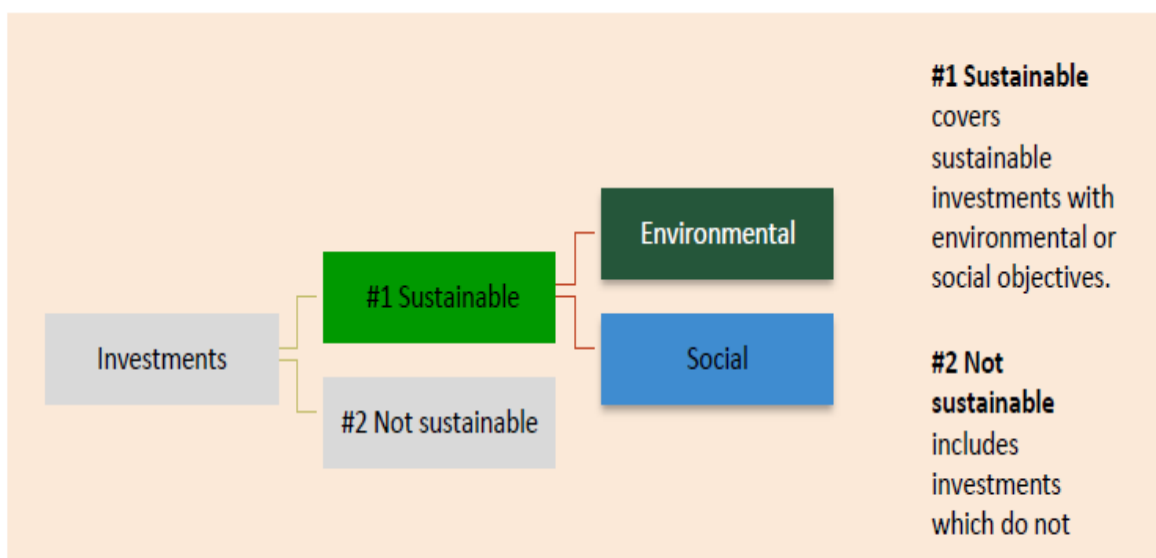 Investments
#1 Sustainable
#2 Not sustainable
Environmental
Social
#1 Sustainable
covers
sustainable
investments with
environmental or
social objectives.
#2 Not
sustainable
includes
investments
which do not